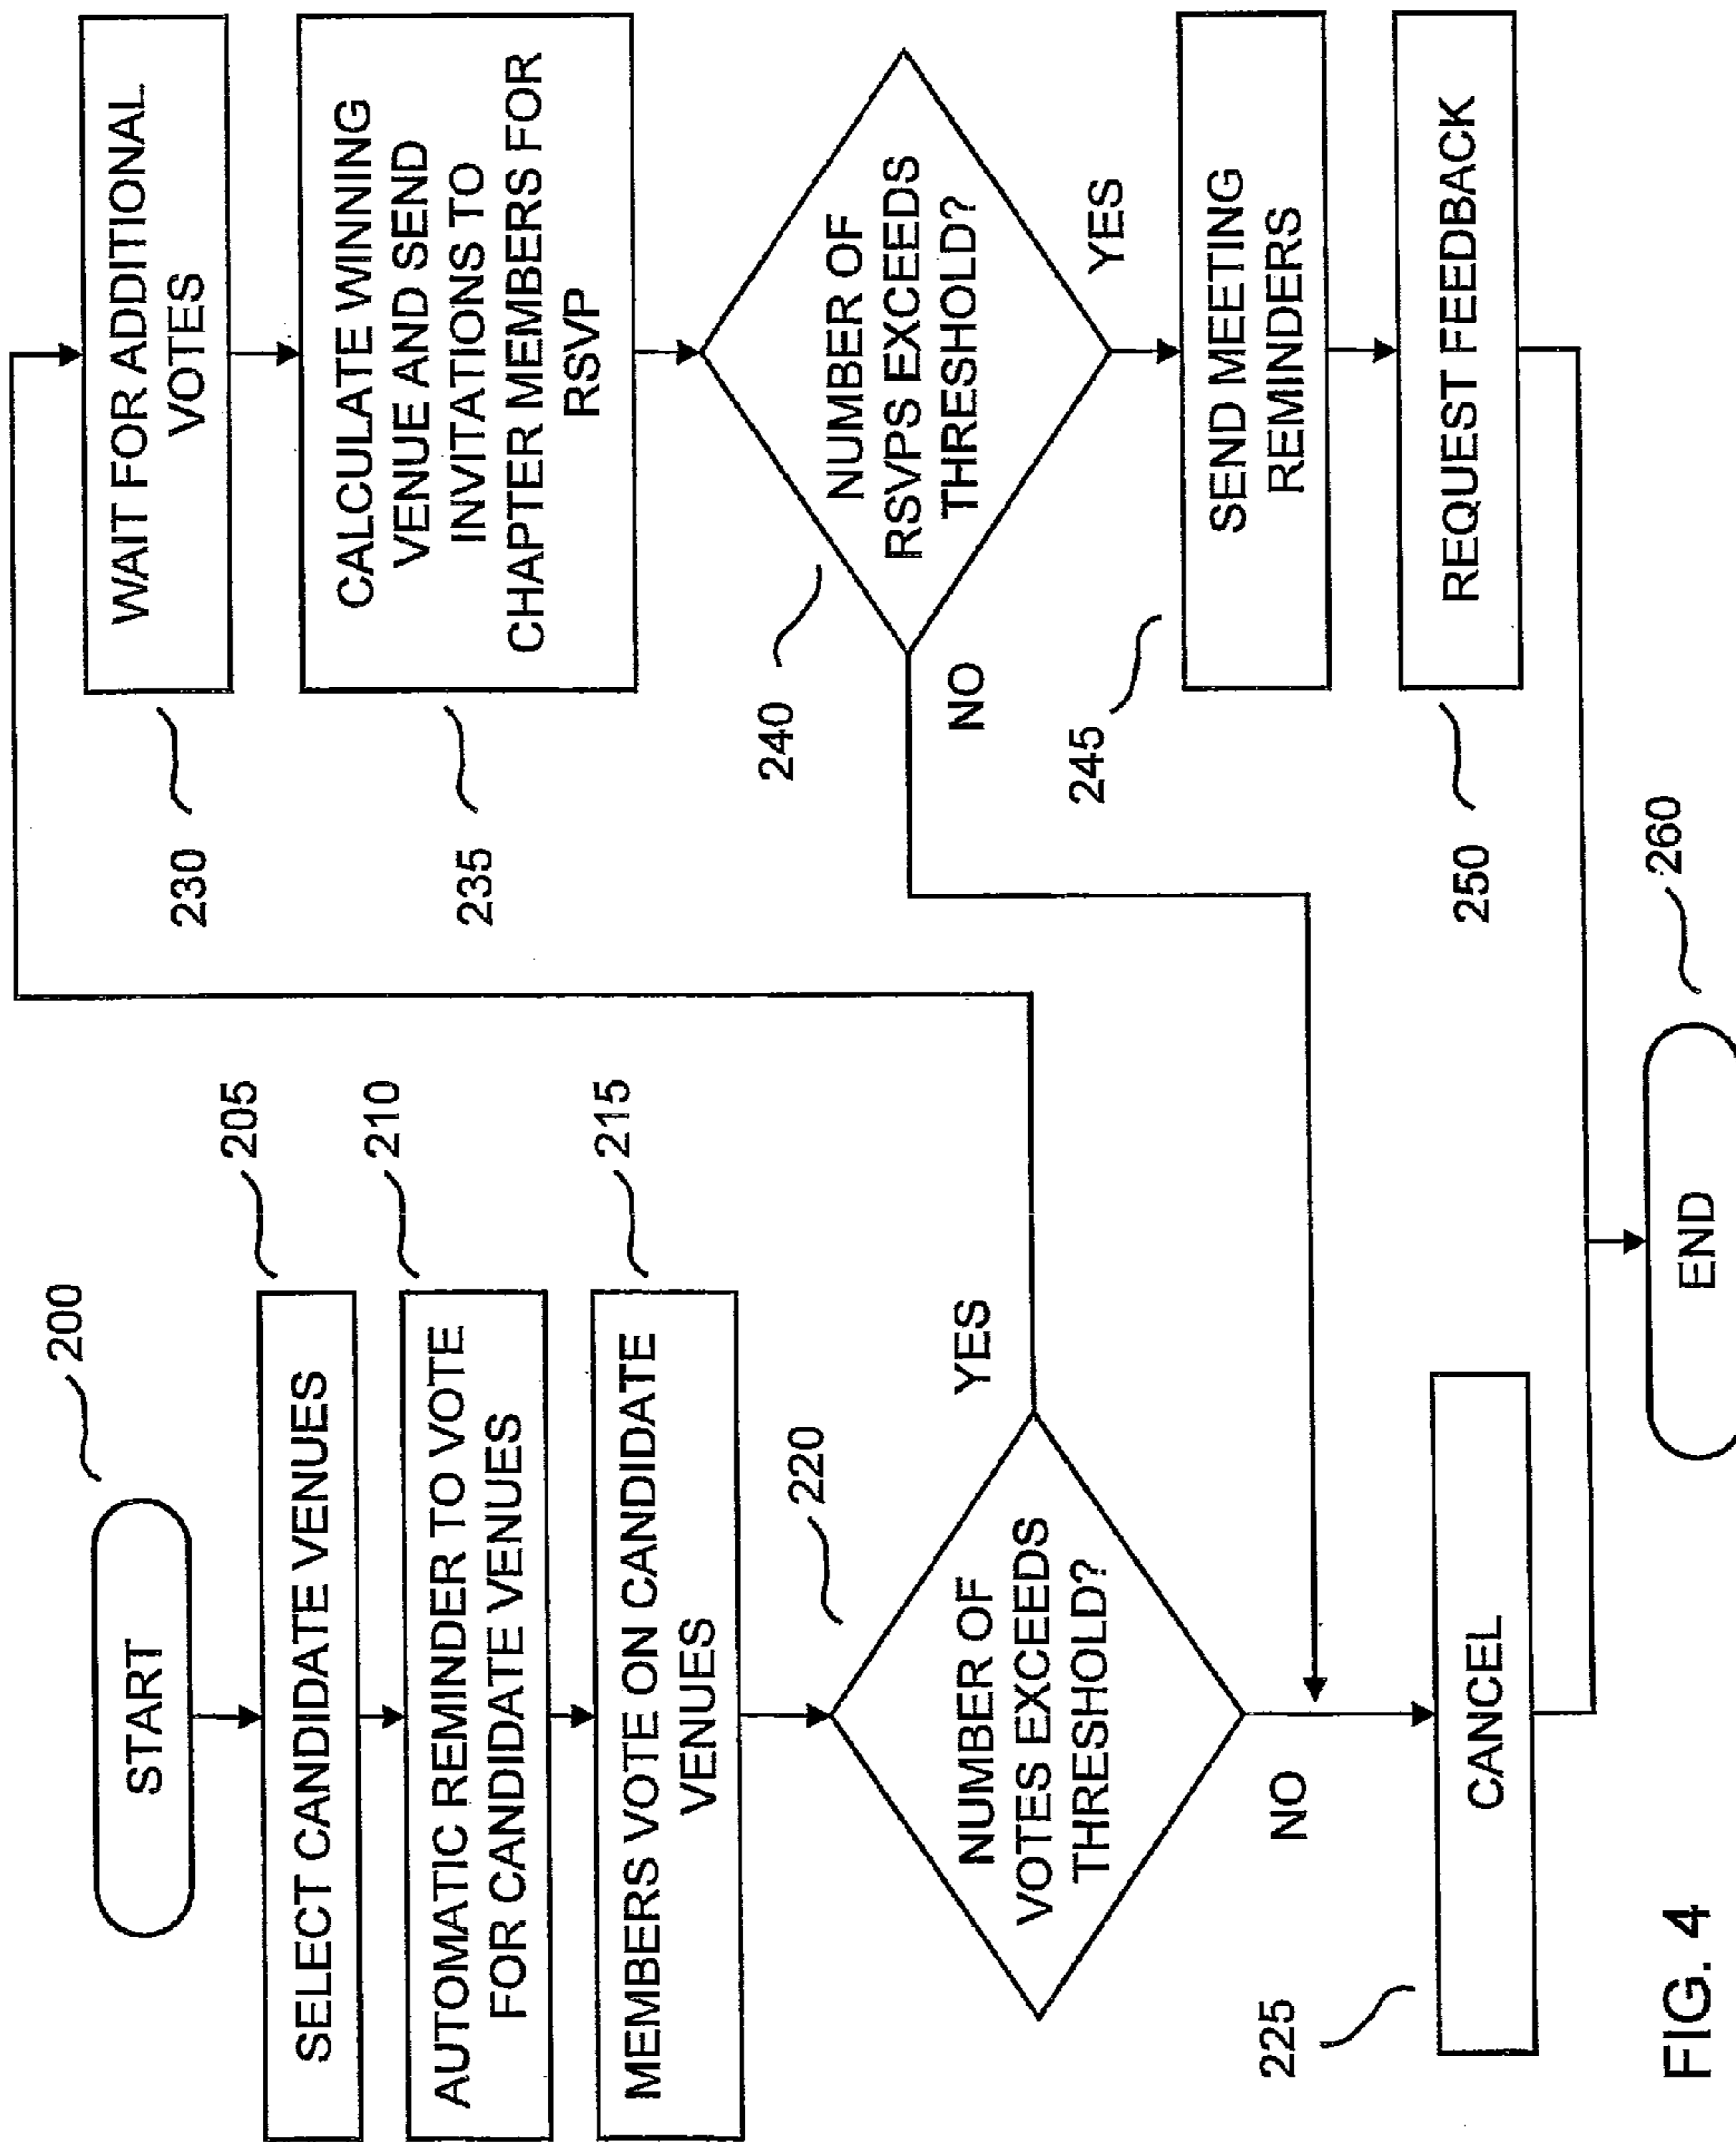 START
200
SELECT CANDIDATE VENUES
205
AUTOMATIC REMINDER TO VOTE
FOR CANDIDATE VENUES
210
MEMBERS VOTE ON CANDIDATE
VENUES
215
NUMBER OF
VOTES EXCEEDS
THRESHOLD?
220
YES
NO
225
CANCEL
WAIT FOR ADDITIONAL
VOTES
230
CALCULATE WINNING
VENUE AND SEND
INVITATIONS TO
CHAPTER MEMBERS FOR
RSVP
235
NUMBER OF
RSVPS EXCEEDS
THRESHOLD?
240
NO
YES
245
SEND MEETING
REMINDERS
REQUEST FEEDBACK
250
END
260
FIG. 4